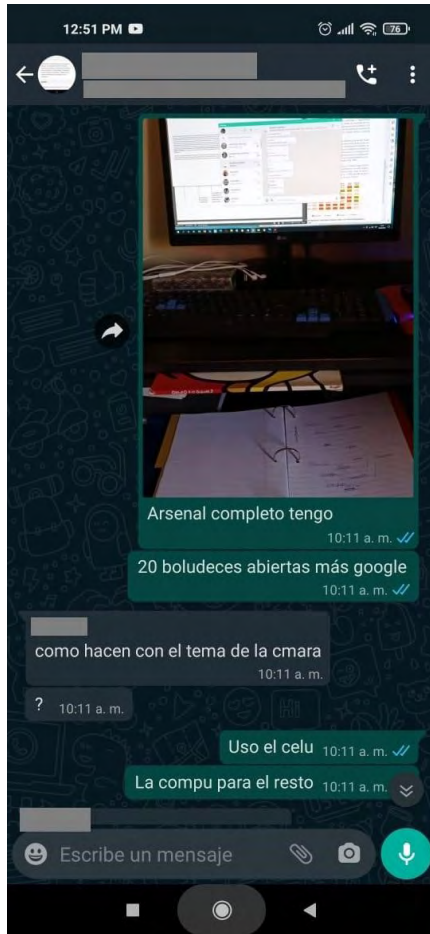 12:51 PM
76
Arsenal completo tengo
10:11 a. m.
20 boludeces abiertas más google
10:11 a. m.
como hacen con el tema de la cmara
10:11 a. m.
? 10:11 a. m.
Uso el celu 10:11 a. m.
La compu para el resto 10:11 a. m.
Escribe un mensaje